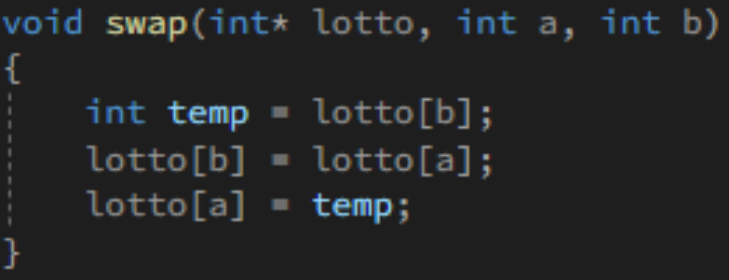 void swap(int* lotto, int a, int b)
{
    int temp = lotto[b];
    lotto[b] = lotto[a];
    lotto[a] = temp;
}